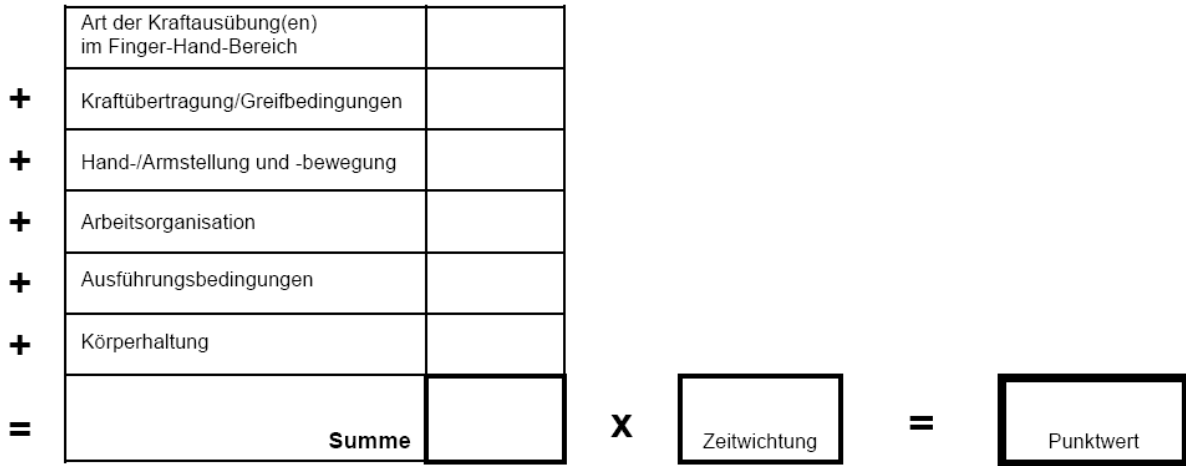 Art der Kraftausübung(en)
im Finger-Hand-Bereich
+ Kraftübertragung/Greifbedingungen
+ Hand-/Armstellung und -bewegung
+ Arbeitsorganisation
+ Ausführungsbedingungen
+ Körperhaltung
= Summe x Zeitwichtung = Punktwert